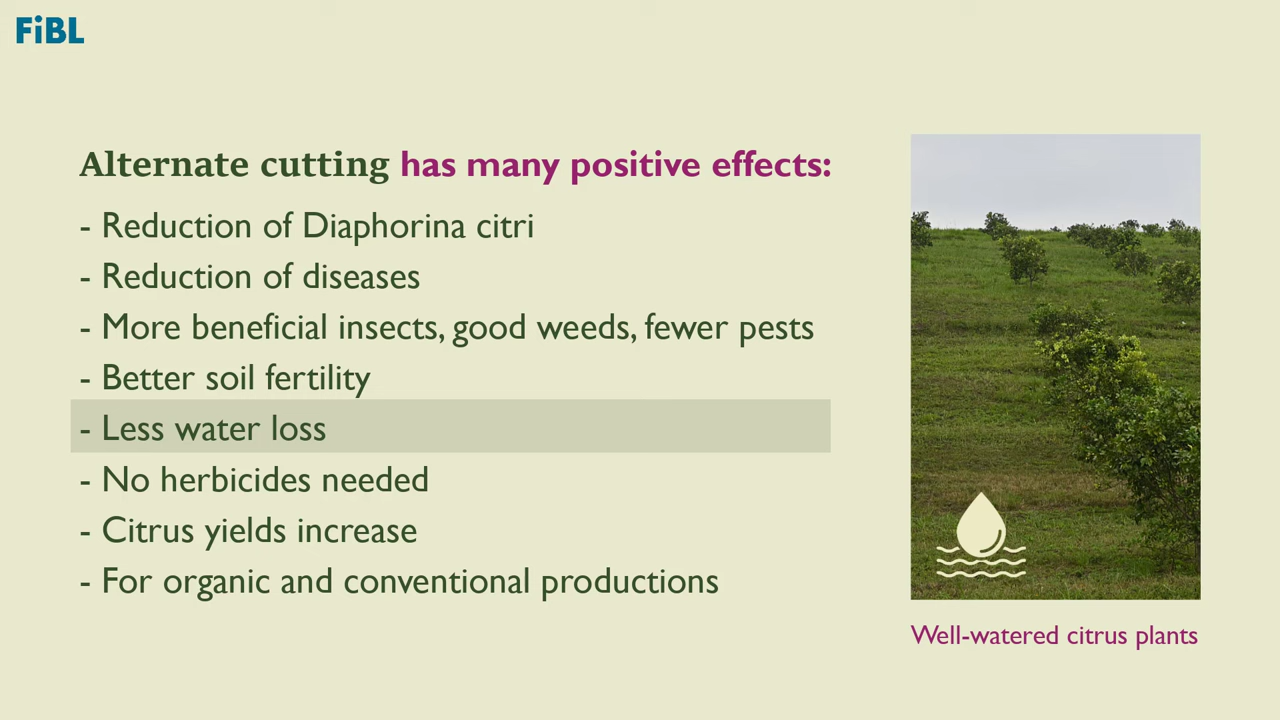 FiBL
Alternate cutting has many positive effects:
- Reduction of Diaphorina citri
- Reduction of diseases
- More beneficial insects, good weeds, fewer pests
- Better soil fertility
- Less water loss
- No herbicides needed
- Citrus yields increase
- For organic and conventional productions
Well-watered citrus plants